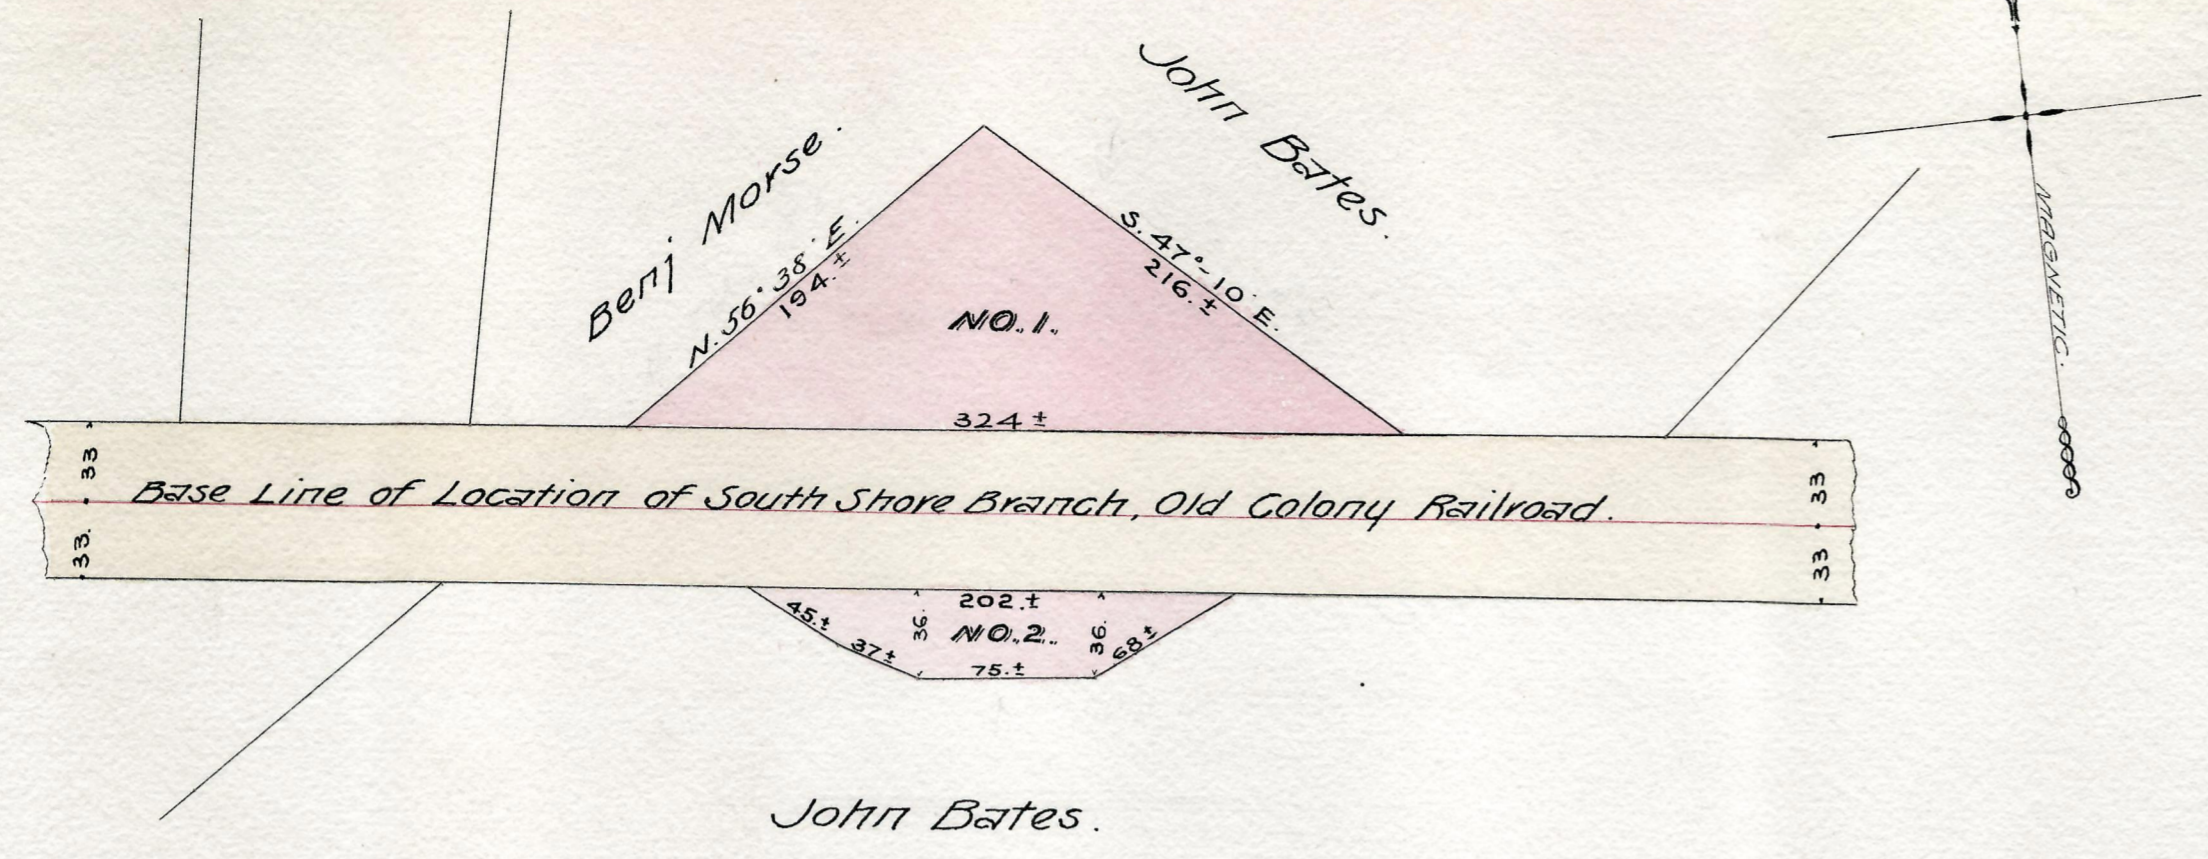 John Bates.
Benj Morse.
N. 56° 38' E.
194. ±
S. 47°-10' E.
216. ±
NO. 1.
324 ±
MAGNETIC.
33
33.
Base Line of Location of South Shore Branch, Old Colony Railroad.
33
33
202. ±
45. ±
37 ±
36.
NO. 2.
36.
68 ±
75. ±
John Bates.